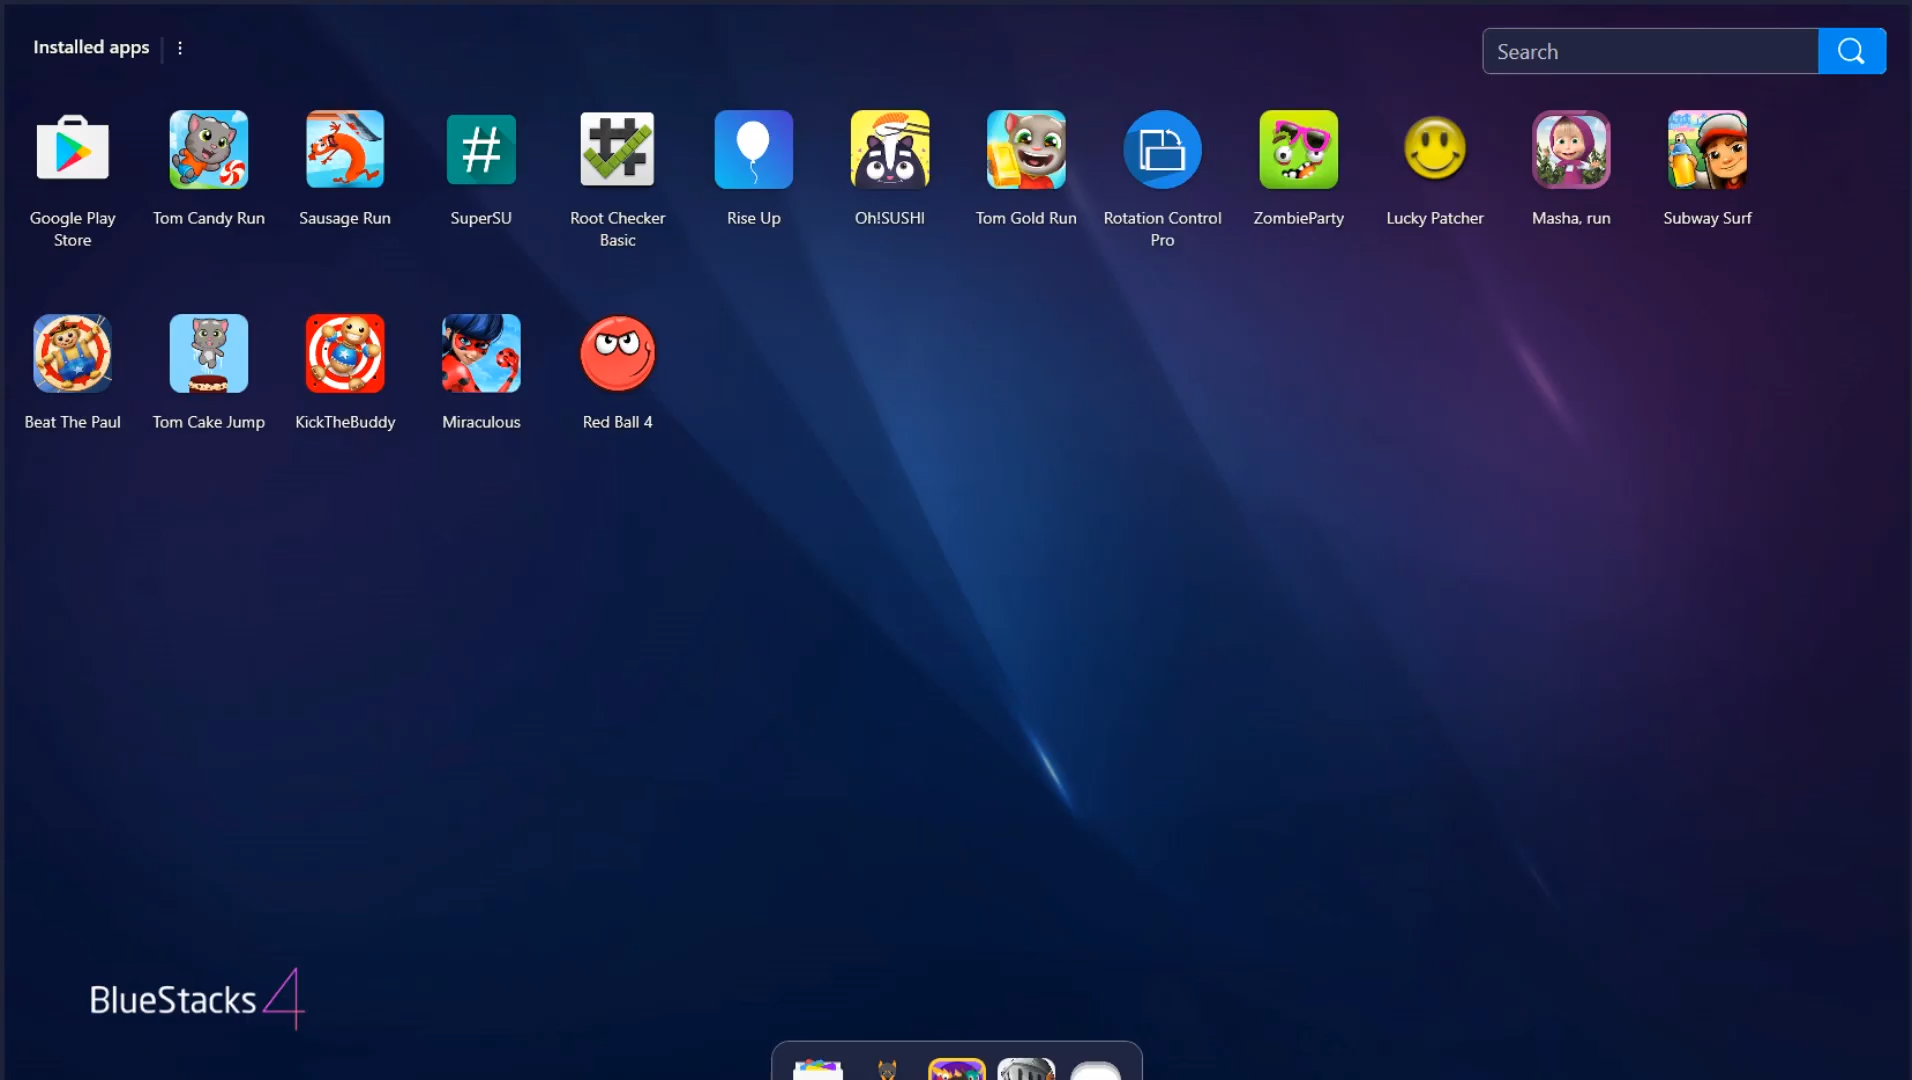 Installed apps
Search
Google Play
Store
Tom Candy Run
Sausage Run
SuperSU
Root Checker
Basic
Rise Up
Oh!SUSHI
Tom Gold Run
Rotation Control
Pro
ZombieParty
Lucky Patcher
Masha, run
Subway Surf
Beat The Paul
Tom Cake Jump
KickTheBuddy
Miraculous
Red Ball 4
BlueStacks 4